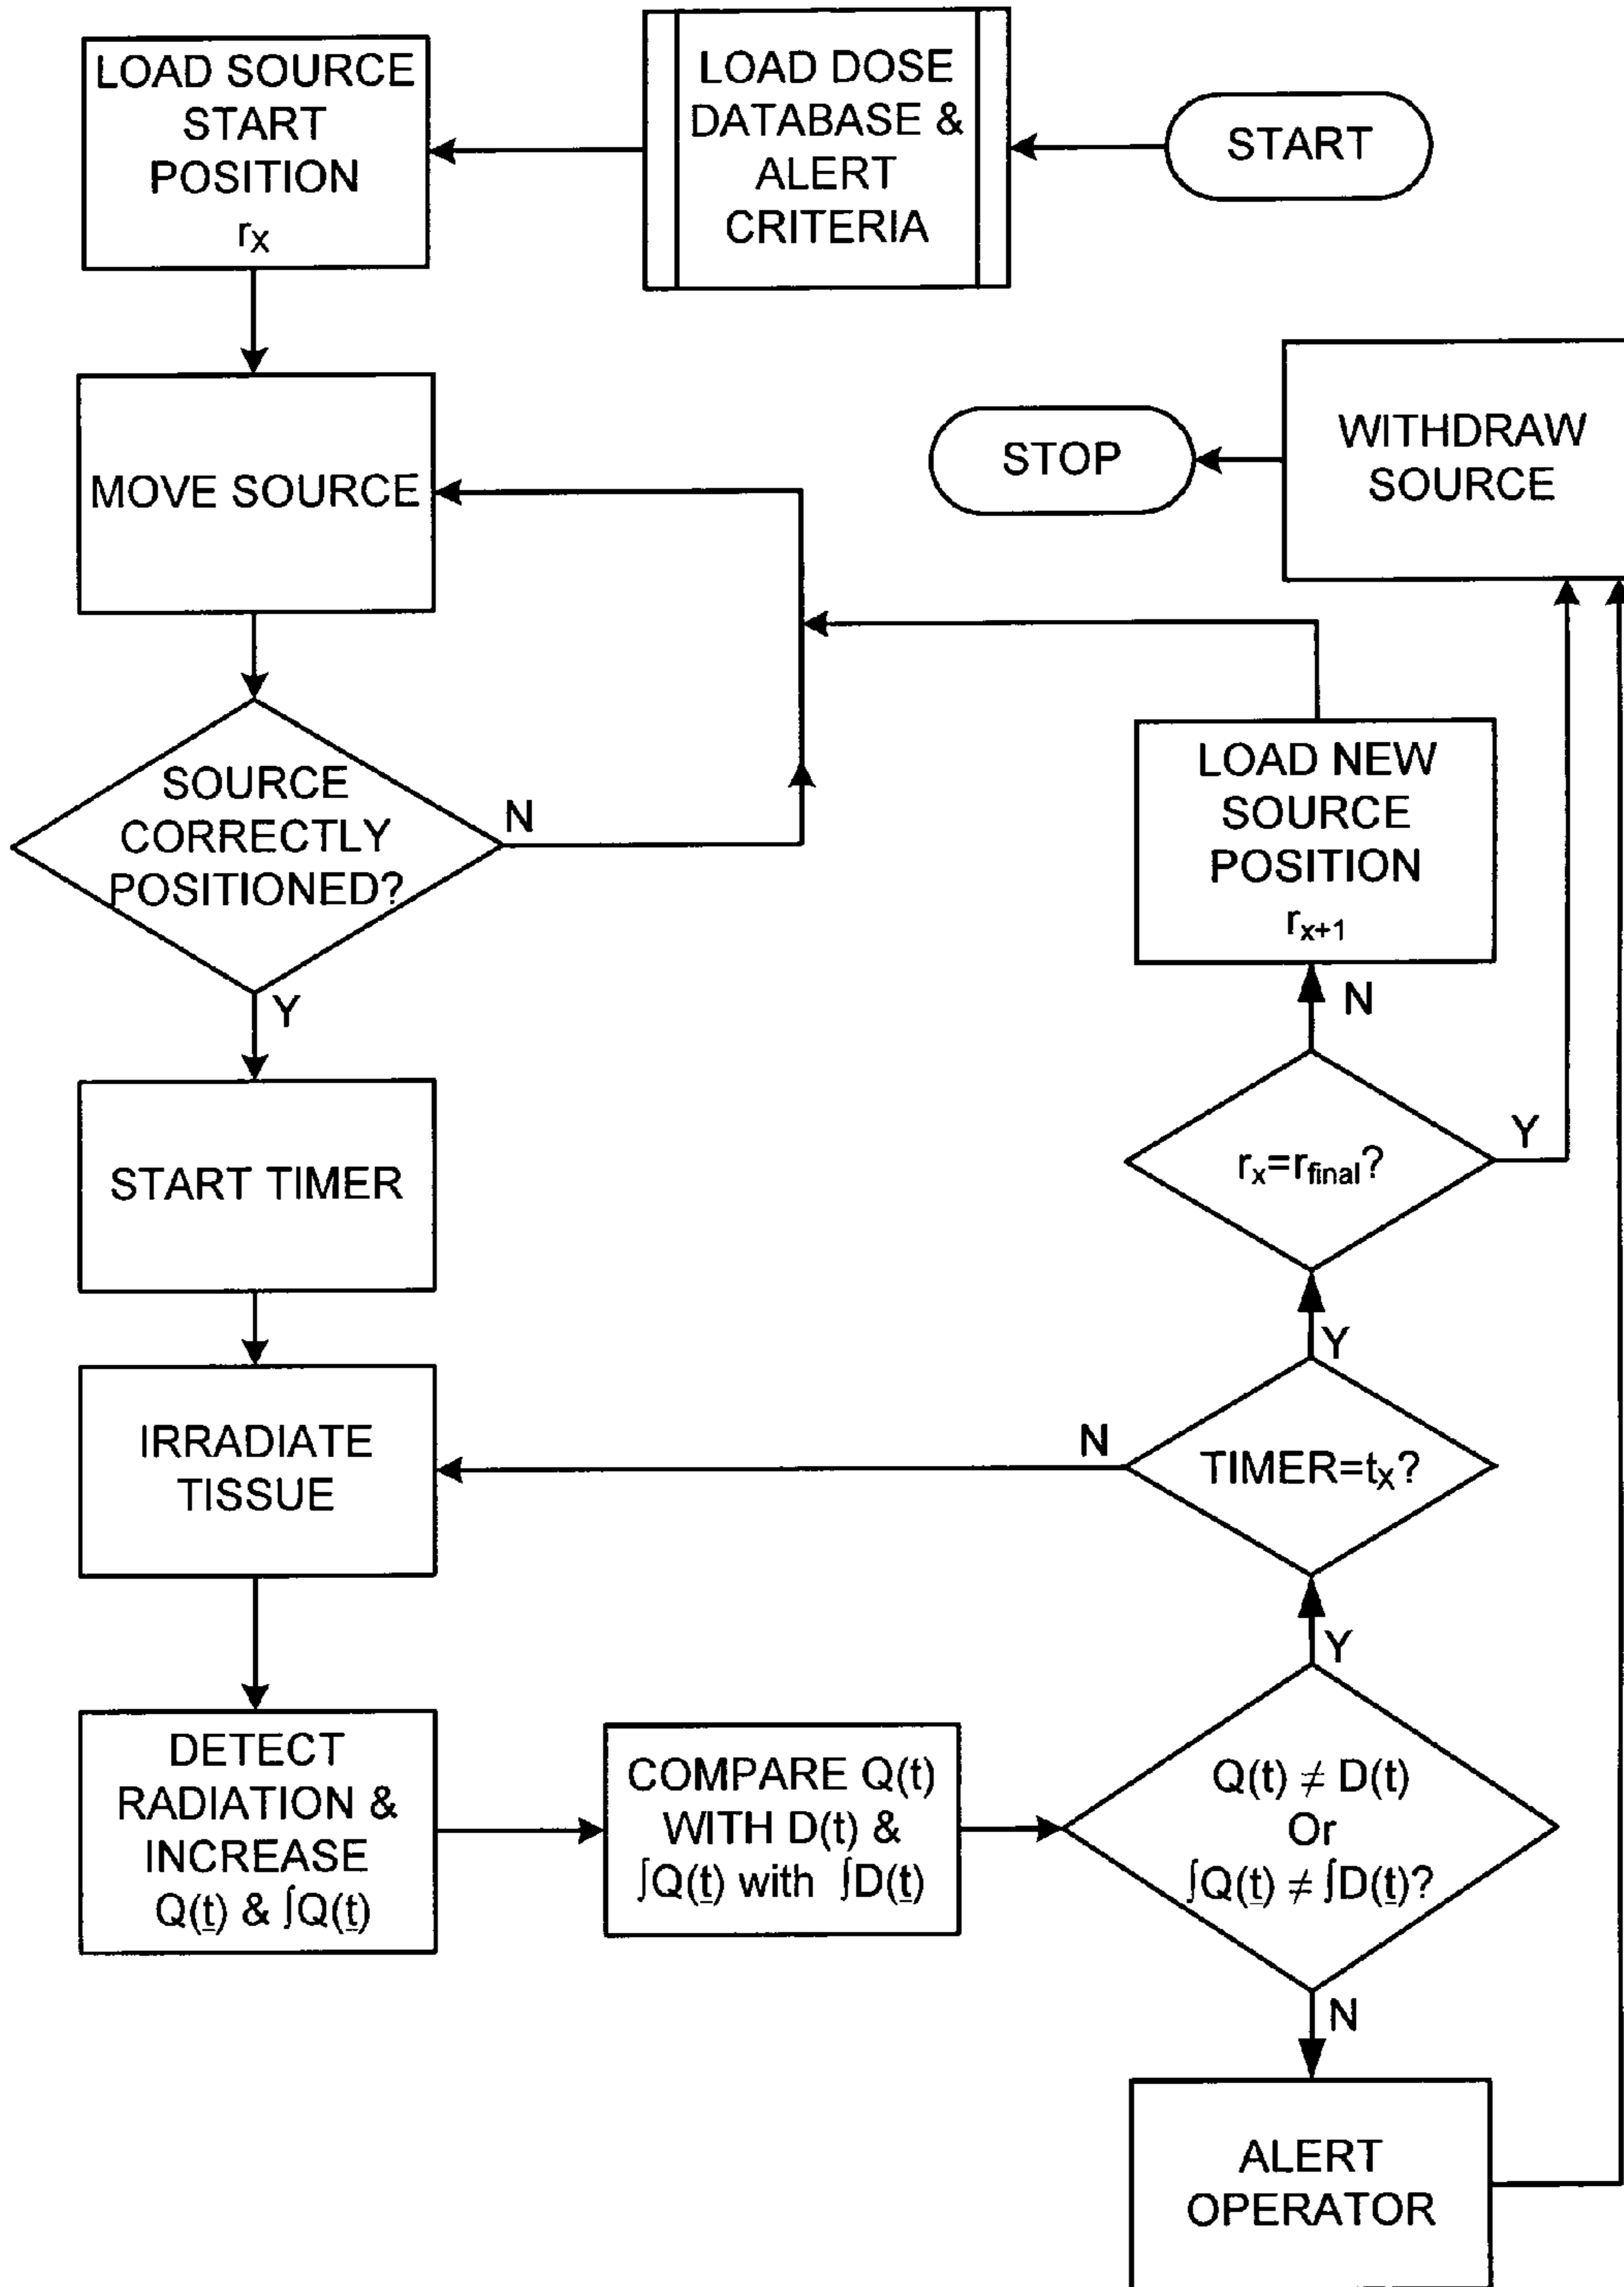 START
LOAD DOSE
DATABASE &
ALERT
CRITERIA
LOAD SOURCE
START
POSITION
rₓ
MOVE SOURCE
SOURCE
CORRECTLY
POSITIONED?
N
Y
START TIMER
IRRADIATE
TISSUE
DETECT
RADIATION &
INCREASE
Q(t) & ∫Q(t)
COMPARE Q(t)
WITH D(t) &
∫Q(t) with ∫D(t)
Q(t) ≠ D(t)
Or
∫Q(t) ≠ ∫D(t)?
Y
N
ALERT
OPERATOR
TIMER=tₓ?
N
Y
rₓ=r_final?
Y
N
LOAD NEW
SOURCE
POSITION
rₓ₊₁
WITHDRAW
SOURCE
STOP